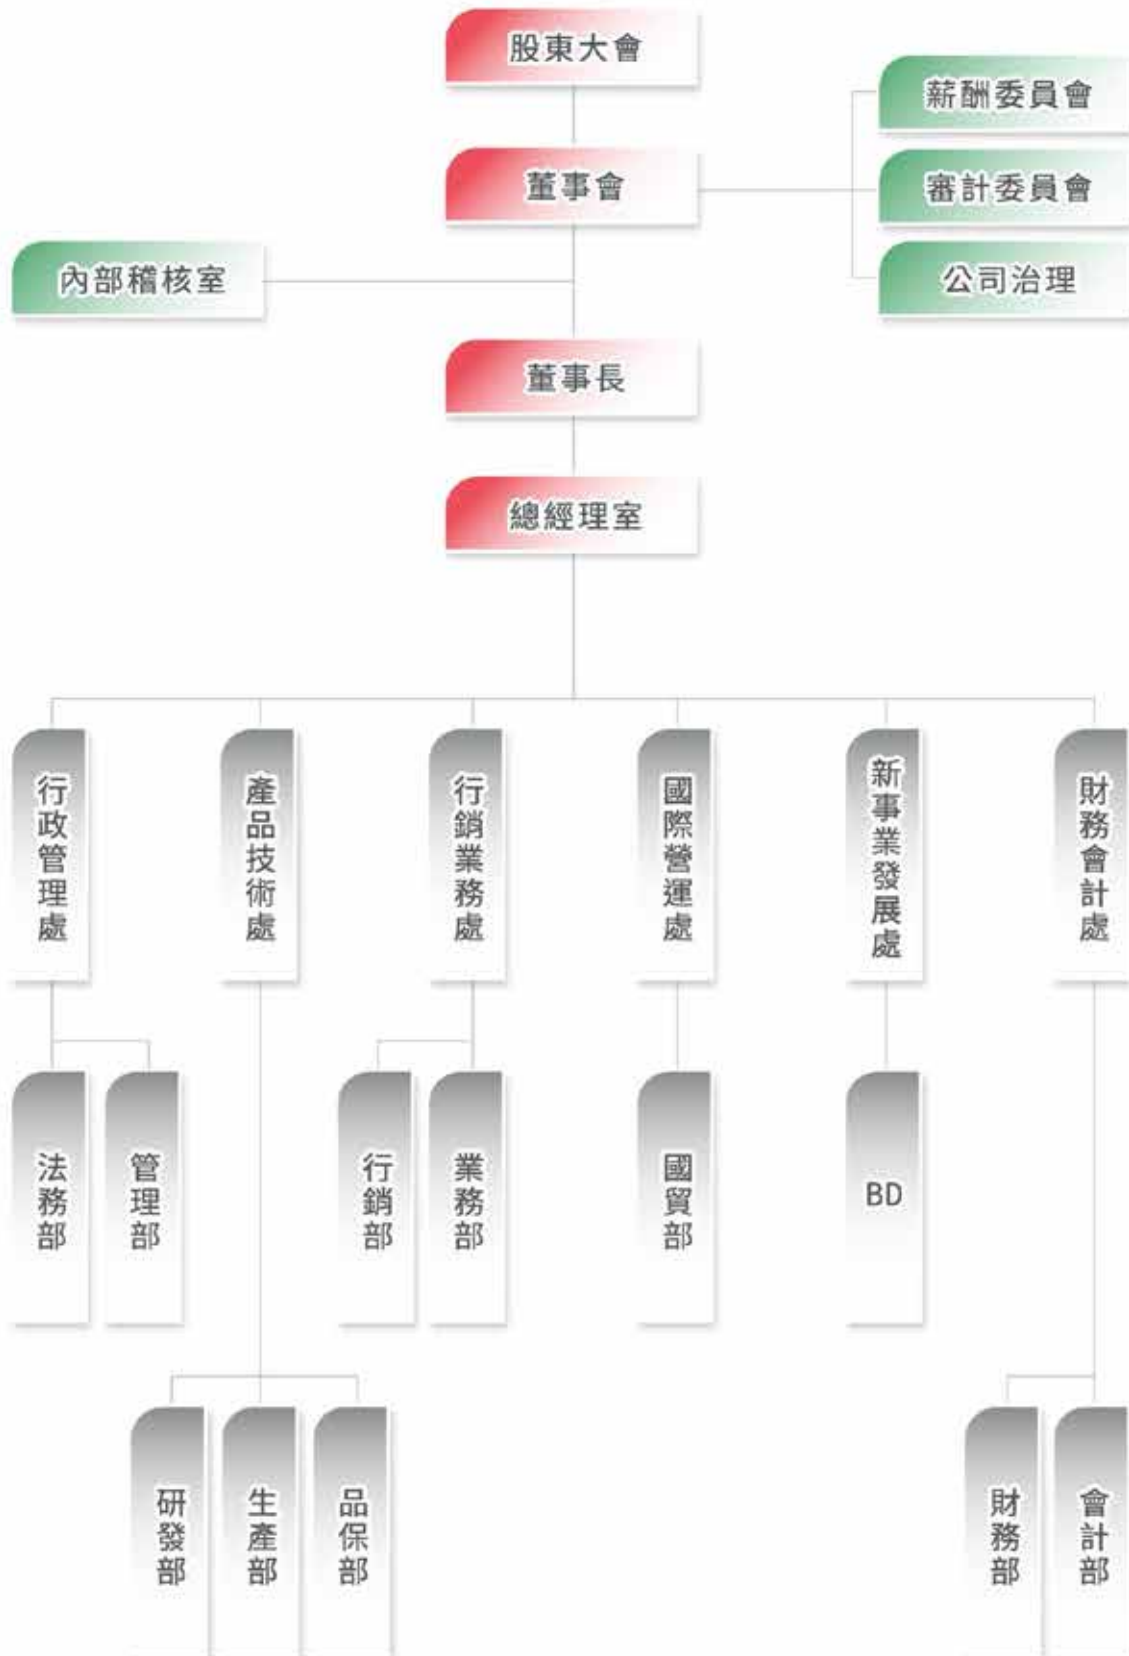 股東大會
薪酬委員會
董事會
審計委員會
內部稽核室
公司治理
董事長
總經理室
行政管理處
產品技術處
行銷業務處
國際營運處
新事業發展處
財務會計處
法務部
管理部
行銷部
業務部
國貿部
BD
研發部
生產部
品保部
財務部
會計部